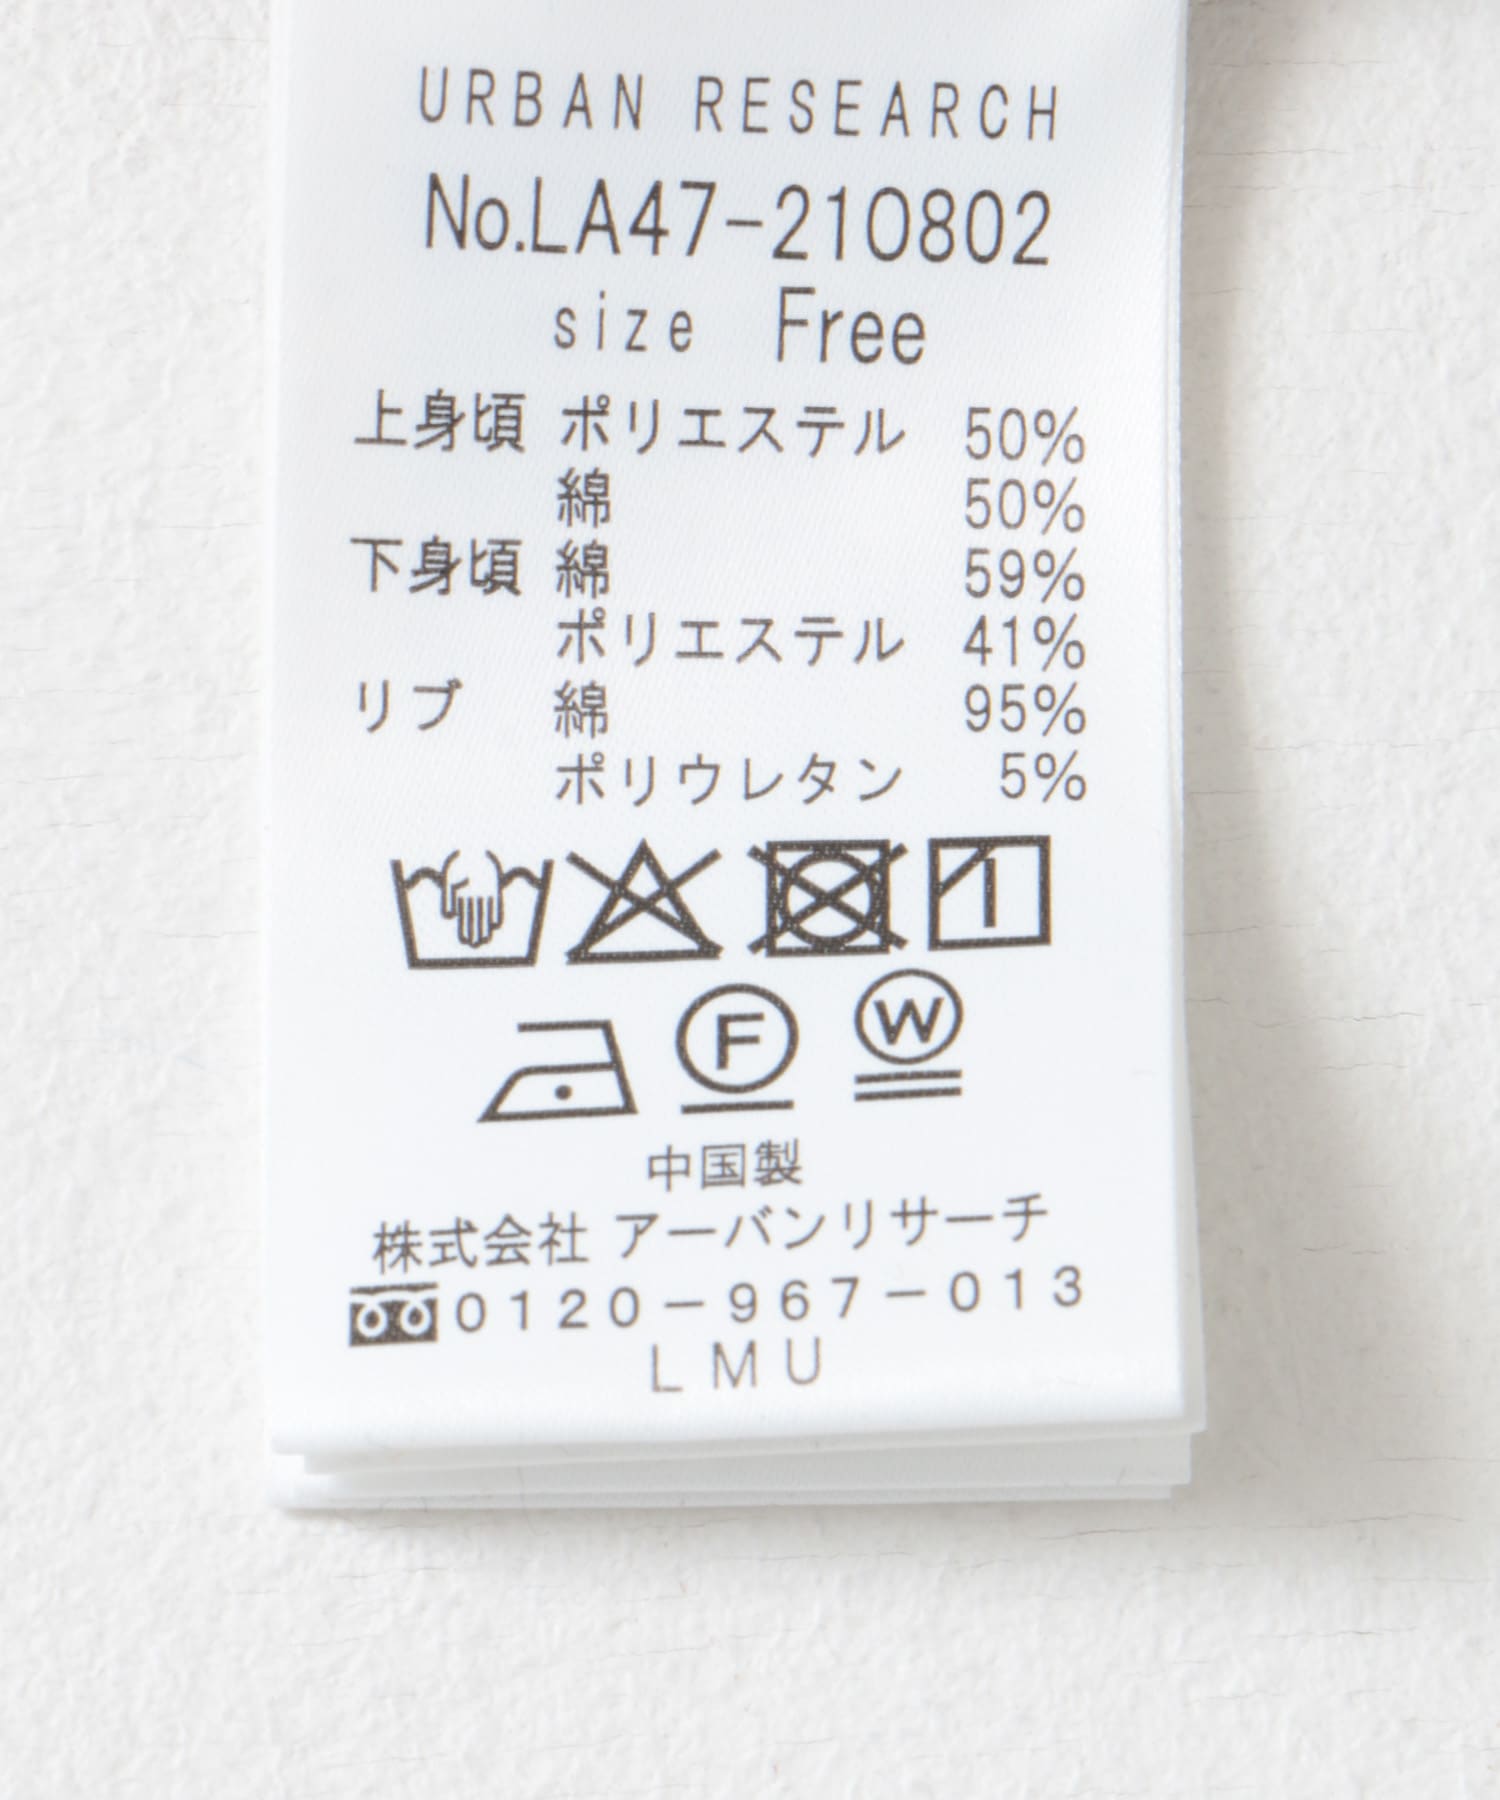 URBAN RESEARCH
No.LA47-210802
size Free
上身頃 ポリエステル 50%
綿 50%
下身頃 綿 59%
ポリエステル 41%
リブ 綿 95%
ポリウレタン 5%
F W
中国製
株式会社 アーバンリサーチ
0120-967-013
LMU